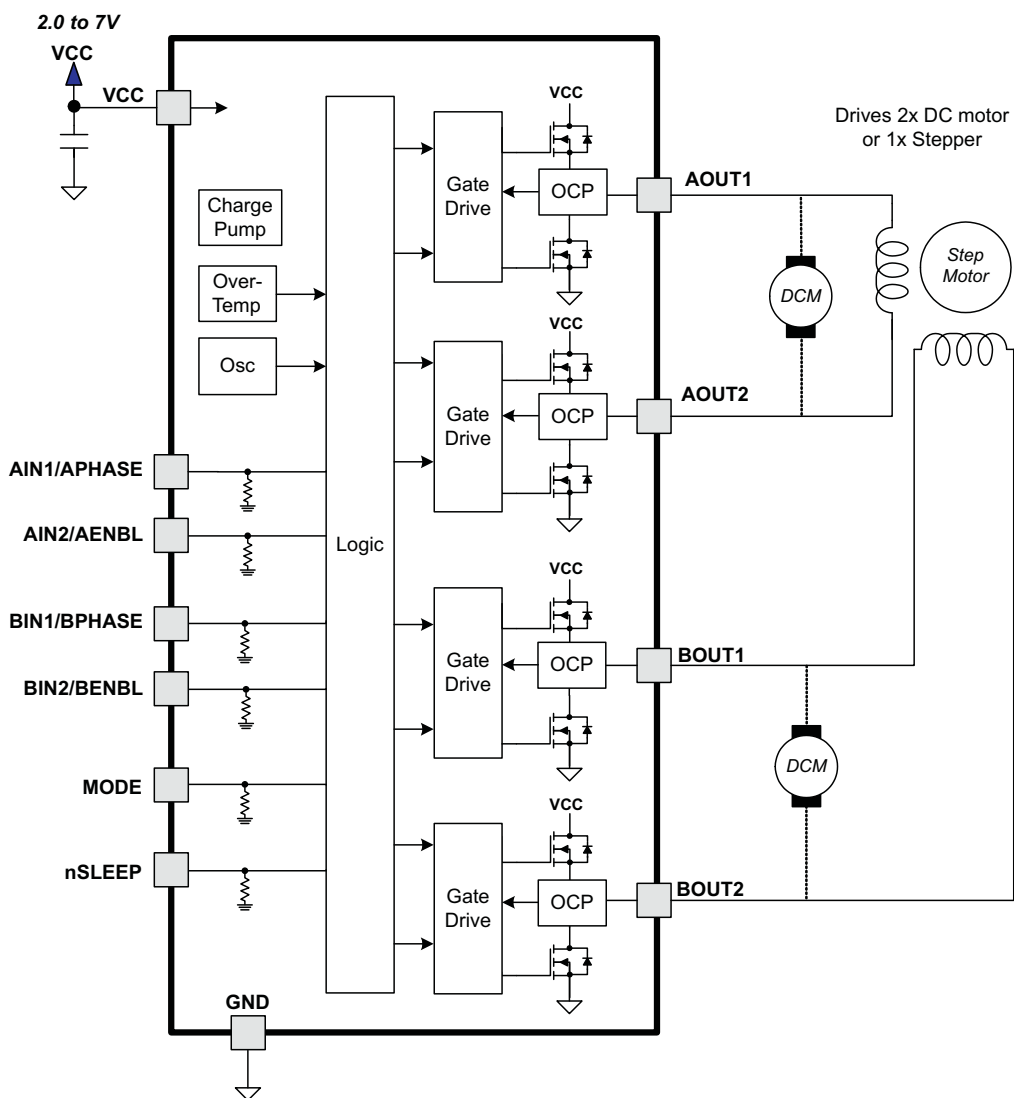 2.0 to 7V
VCC
VCC
Drives 2x DC motor
or 1x Stepper
Charge
Pump
Over-
Temp
Osc
Logic
AIN1/APHASE
AIN2/AENBL
BIN1/BPHASE
BIN2/BENBL
MODE
nSLEEP
GND
VCC
Gate
Drive
OCP
AOUT1
VCC
Gate
Drive
OCP
AOUT2
DCM
Step
Motor
VCC
Gate
Drive
OCP
BOUT1
VCC
Gate
Drive
OCP
BOUT2
DCM